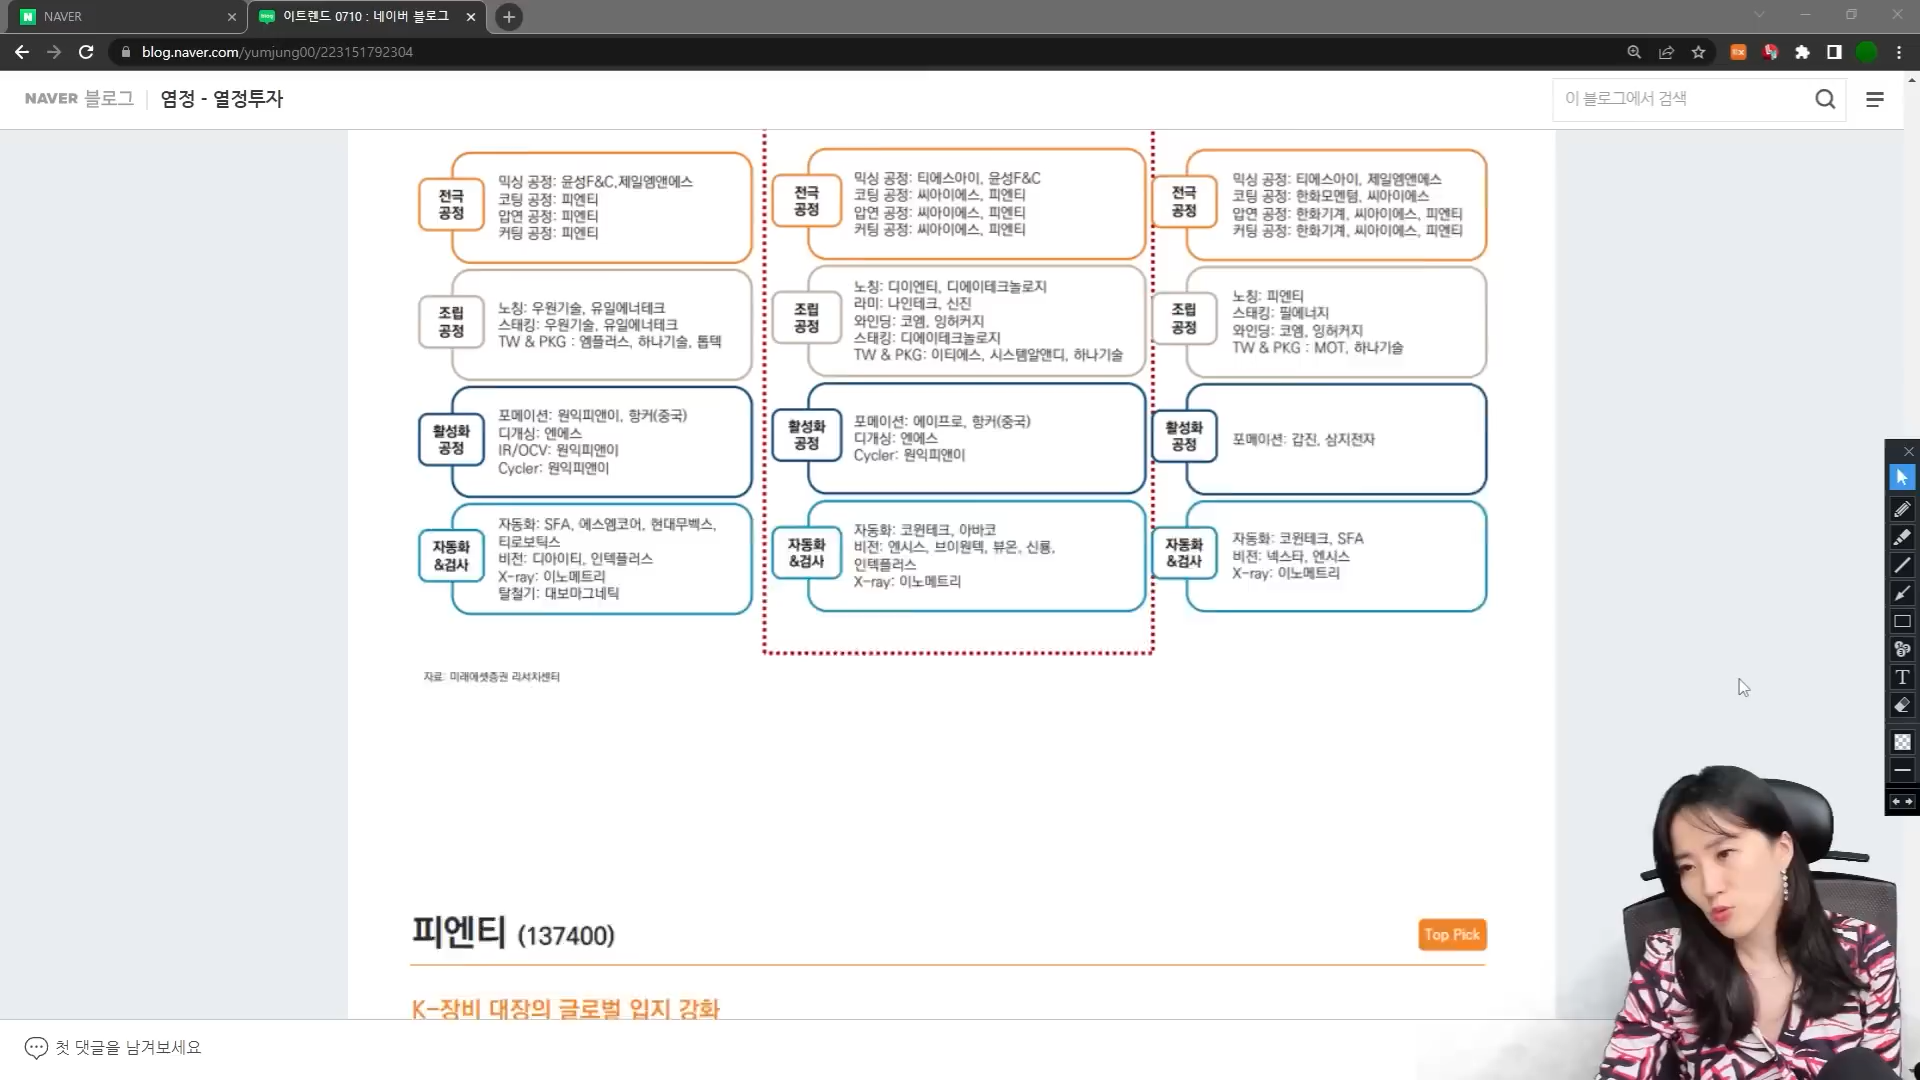 NAVER
이트렌드 0710 : 네이버 블로그
blog.naver.com/yumjung00/223151792304
NAVER 블로그
염정 - 열정투자
이 블로그에서 검색
전극
공정
믹싱 공정: 윤성F&C,제일엠앤에스
코팅 공정: 피엔티
압연 공정: 피엔티
커팅 공정: 피엔티
전극
공정
믹싱 공정: 티에스아이, 윤성F&C
코팅 공정: 씨아이에스, 피엔티
압연 공정: 씨아이에스, 피엔티
커팅 공정: 씨아이에스, 피엔티
전극
공정
믹싱 공정: 티에스아이, 제일엠앤에스
코팅 공정: 한화모멘텀, 씨아이에스
압연 공정: 한화기계, 씨아이에스, 피엔티
커팅 공정: 한화기계, 씨아이에스, 피엔티
조립
공정
노칭: 우원기술, 유일에너테크
스태킹: 우원기술, 유일에너테크
TW & PKG : 엠플러스, 하나기술, 톱텍
조립
공정
노칭: 디이엔티, 디에이테크놀로지
라미: 나인테크, 신진
와인딩: 코엠, 잉허커지
스태킹: 디에이테크놀로지
TW & PKG: 이티에스, 시스템알앤디, 하나기술
조립
공정
노칭: 피엔티
스태킹: 필에너지
와인딩: 코엠, 잉허커지
TW & PKG : MOT, 하나기술
활성화
공정
포메이션: 원익피앤이, 항커(중국)
디개싱: 엔에스
IR/OCV: 원익피앤이
Cycler: 원익피앤이
활성화
공정
포메이션: 에이프로, 항커(중국)
디개싱: 엔에스
Cycler: 원익피앤이
활성화
공정
포메이션: 갑진, 삼지전자
자동화
&검사
자동화: SFA, 에스엠코어, 현대무벡스,
티로보틱스
비전: 디아이티, 인텍플러스
X-ray: 이노메트리
탈철기: 대보마그네틱
자동화
&검사
자동화: 코윈테크, 아바코
비전: 엔시스, 브이원텍, 뷰온, 신룡,
인텍플러스
X-ray: 이노메트리
자동화
&검사
자동화: 코윈테크, SFA
비전: 넥스타, 엔시스
X-ray: 이노메트리
자료: 미래에셋증권 리서치센터
피엔티 (137400)
Top Pick
K-장비 대장의 글로벌 입지 강화
첫 댓글을 남겨보세요